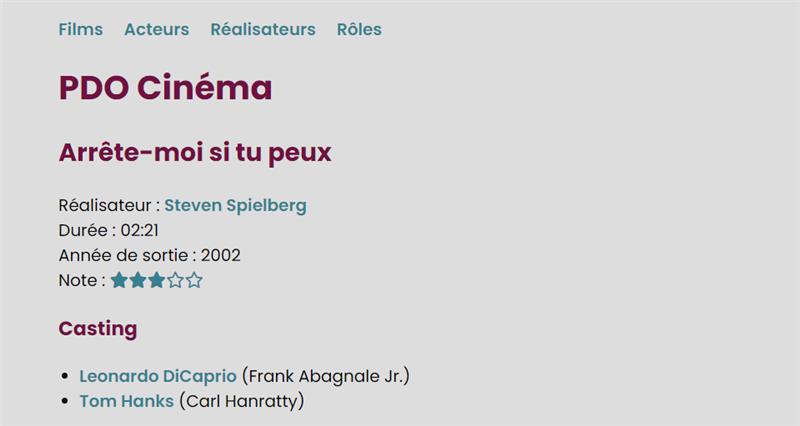 Films Acteurs Réalisateurs Rôles
PDO Cinéma
Arrête-moi si tu peux
Réalisateur : Steven Spielberg
Durée : 02:21
Année de sortie : 2002
Note : ★★★☆☆
Casting
• Leonardo DiCaprio (Frank Abagnale Jr.)
• Tom Hanks (Carl Hanratty)